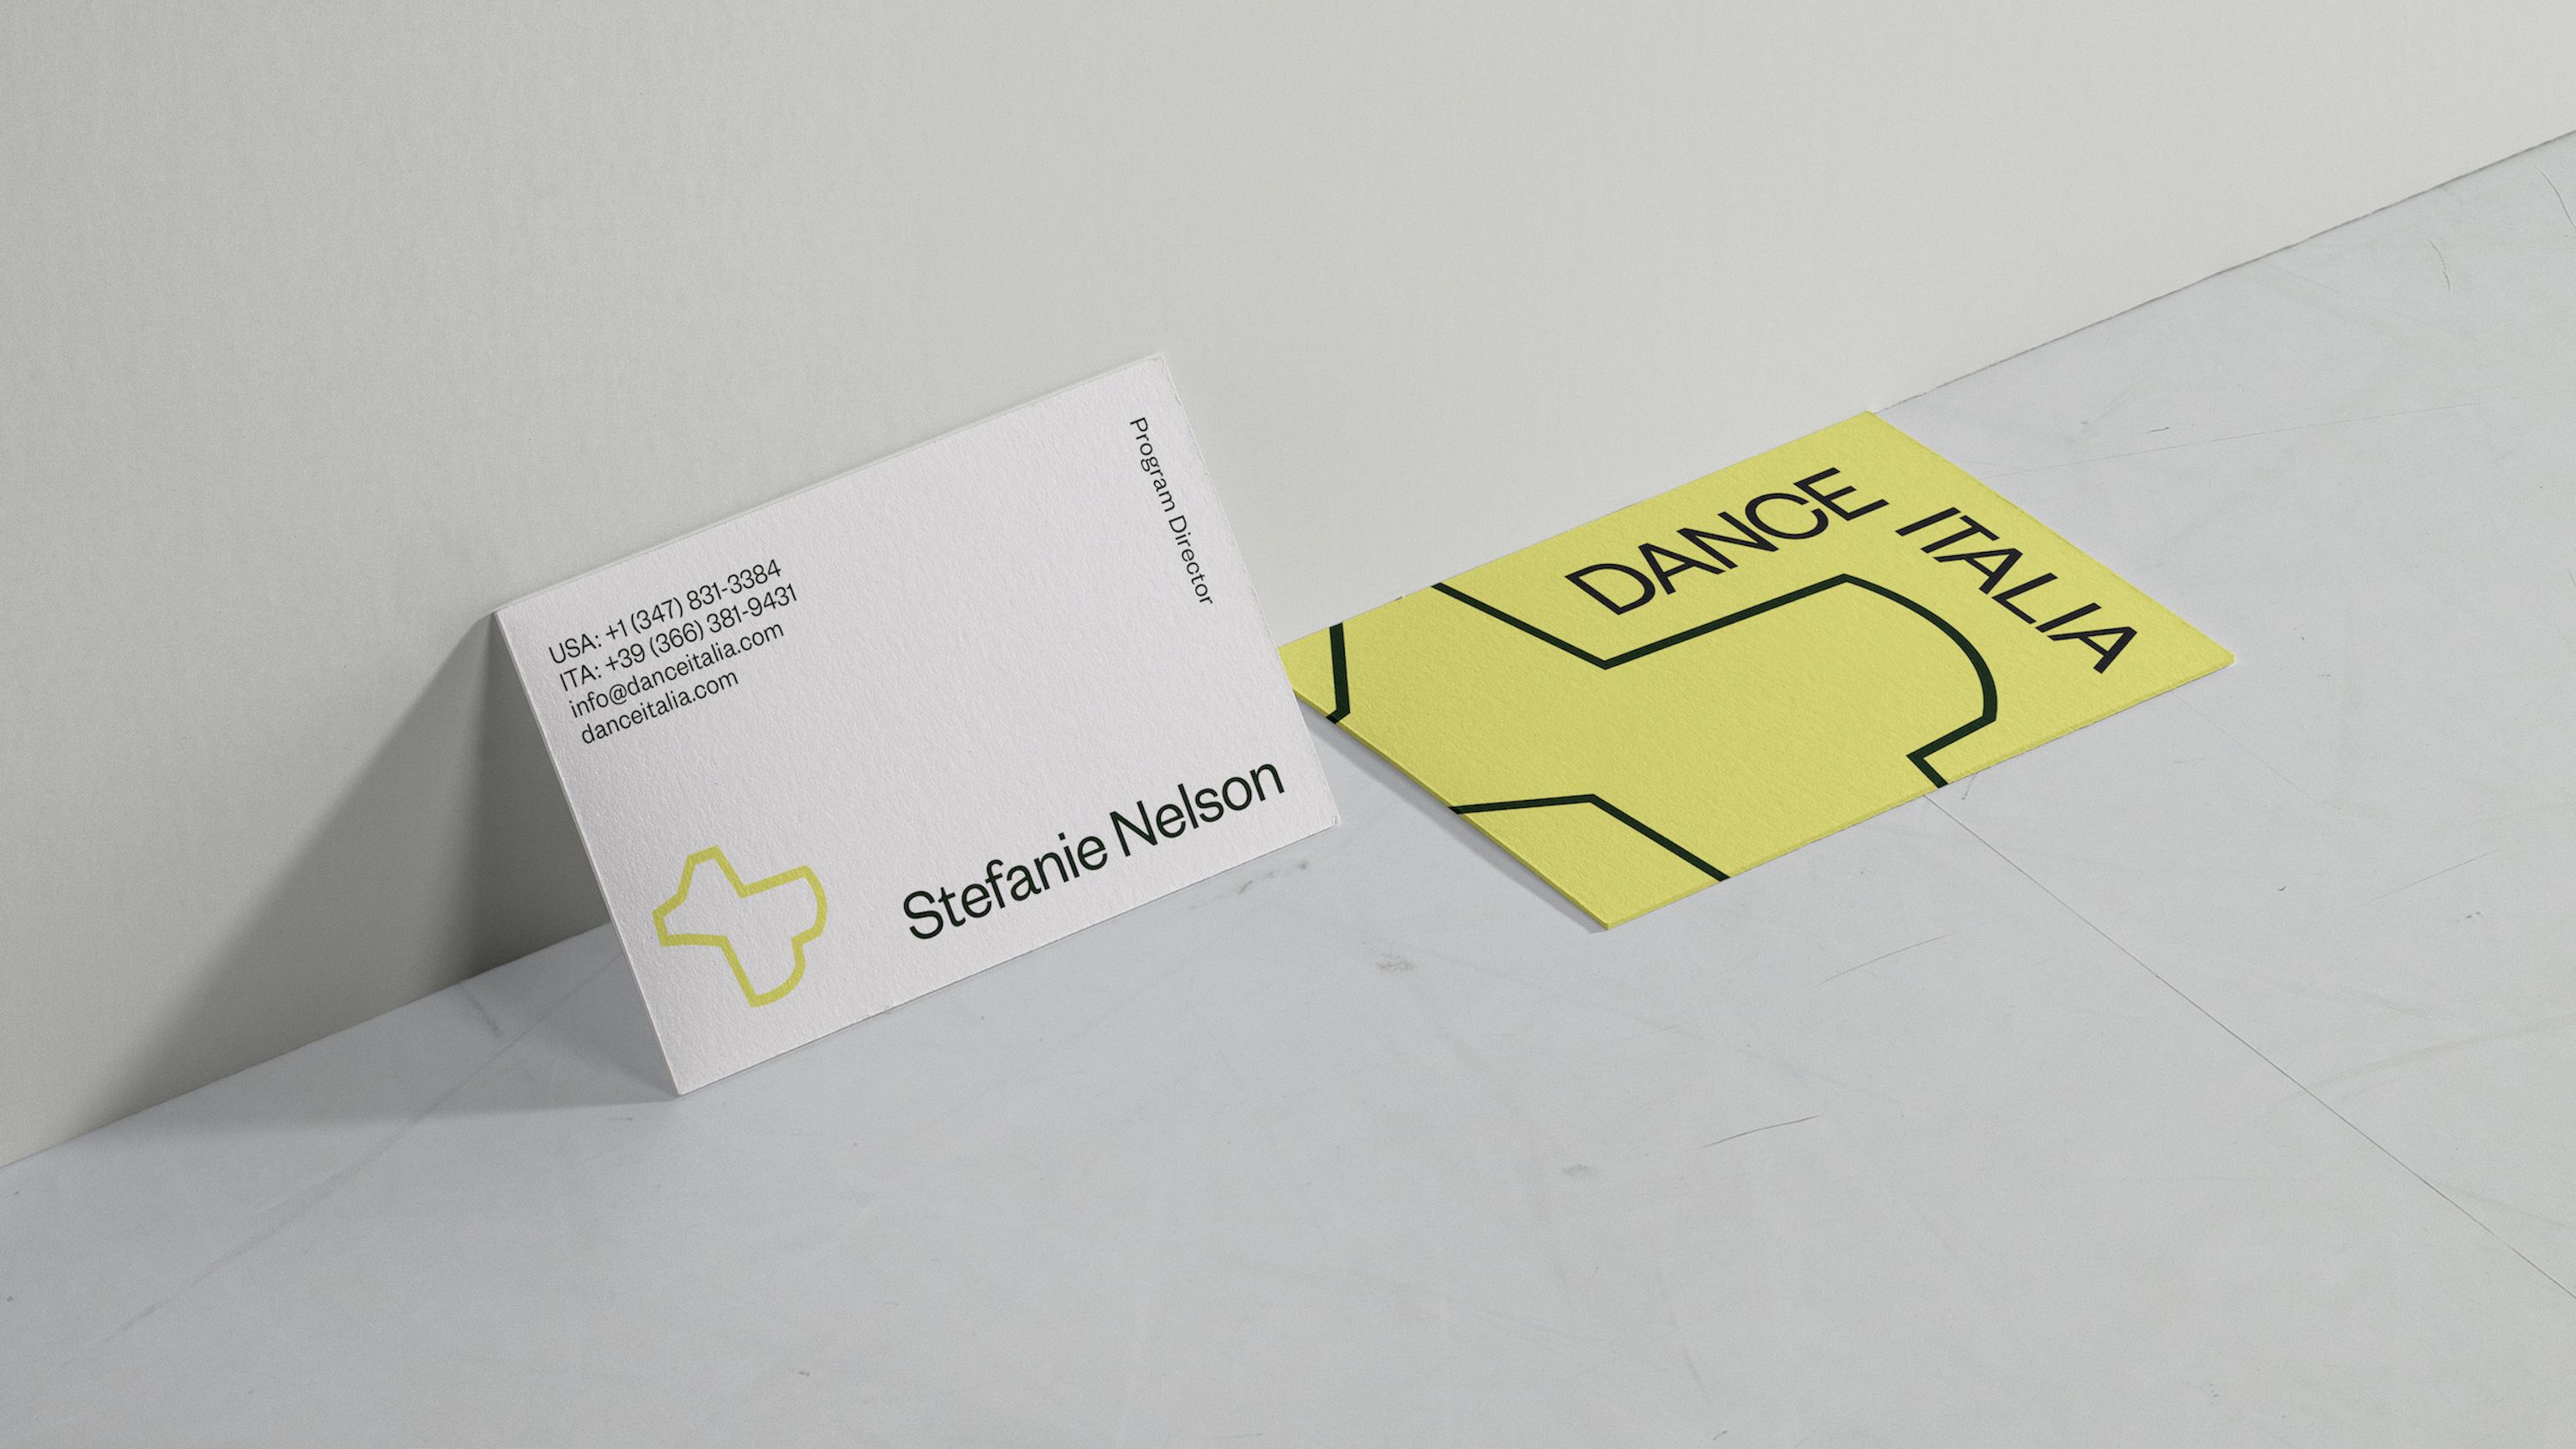 USA: +1 (347) 831-3384
ITA: +39 (366) 381-9431
info@danceitalia.com
danceitalia.com
Program Director
Stefanie Nelson
DANCE ITALIA